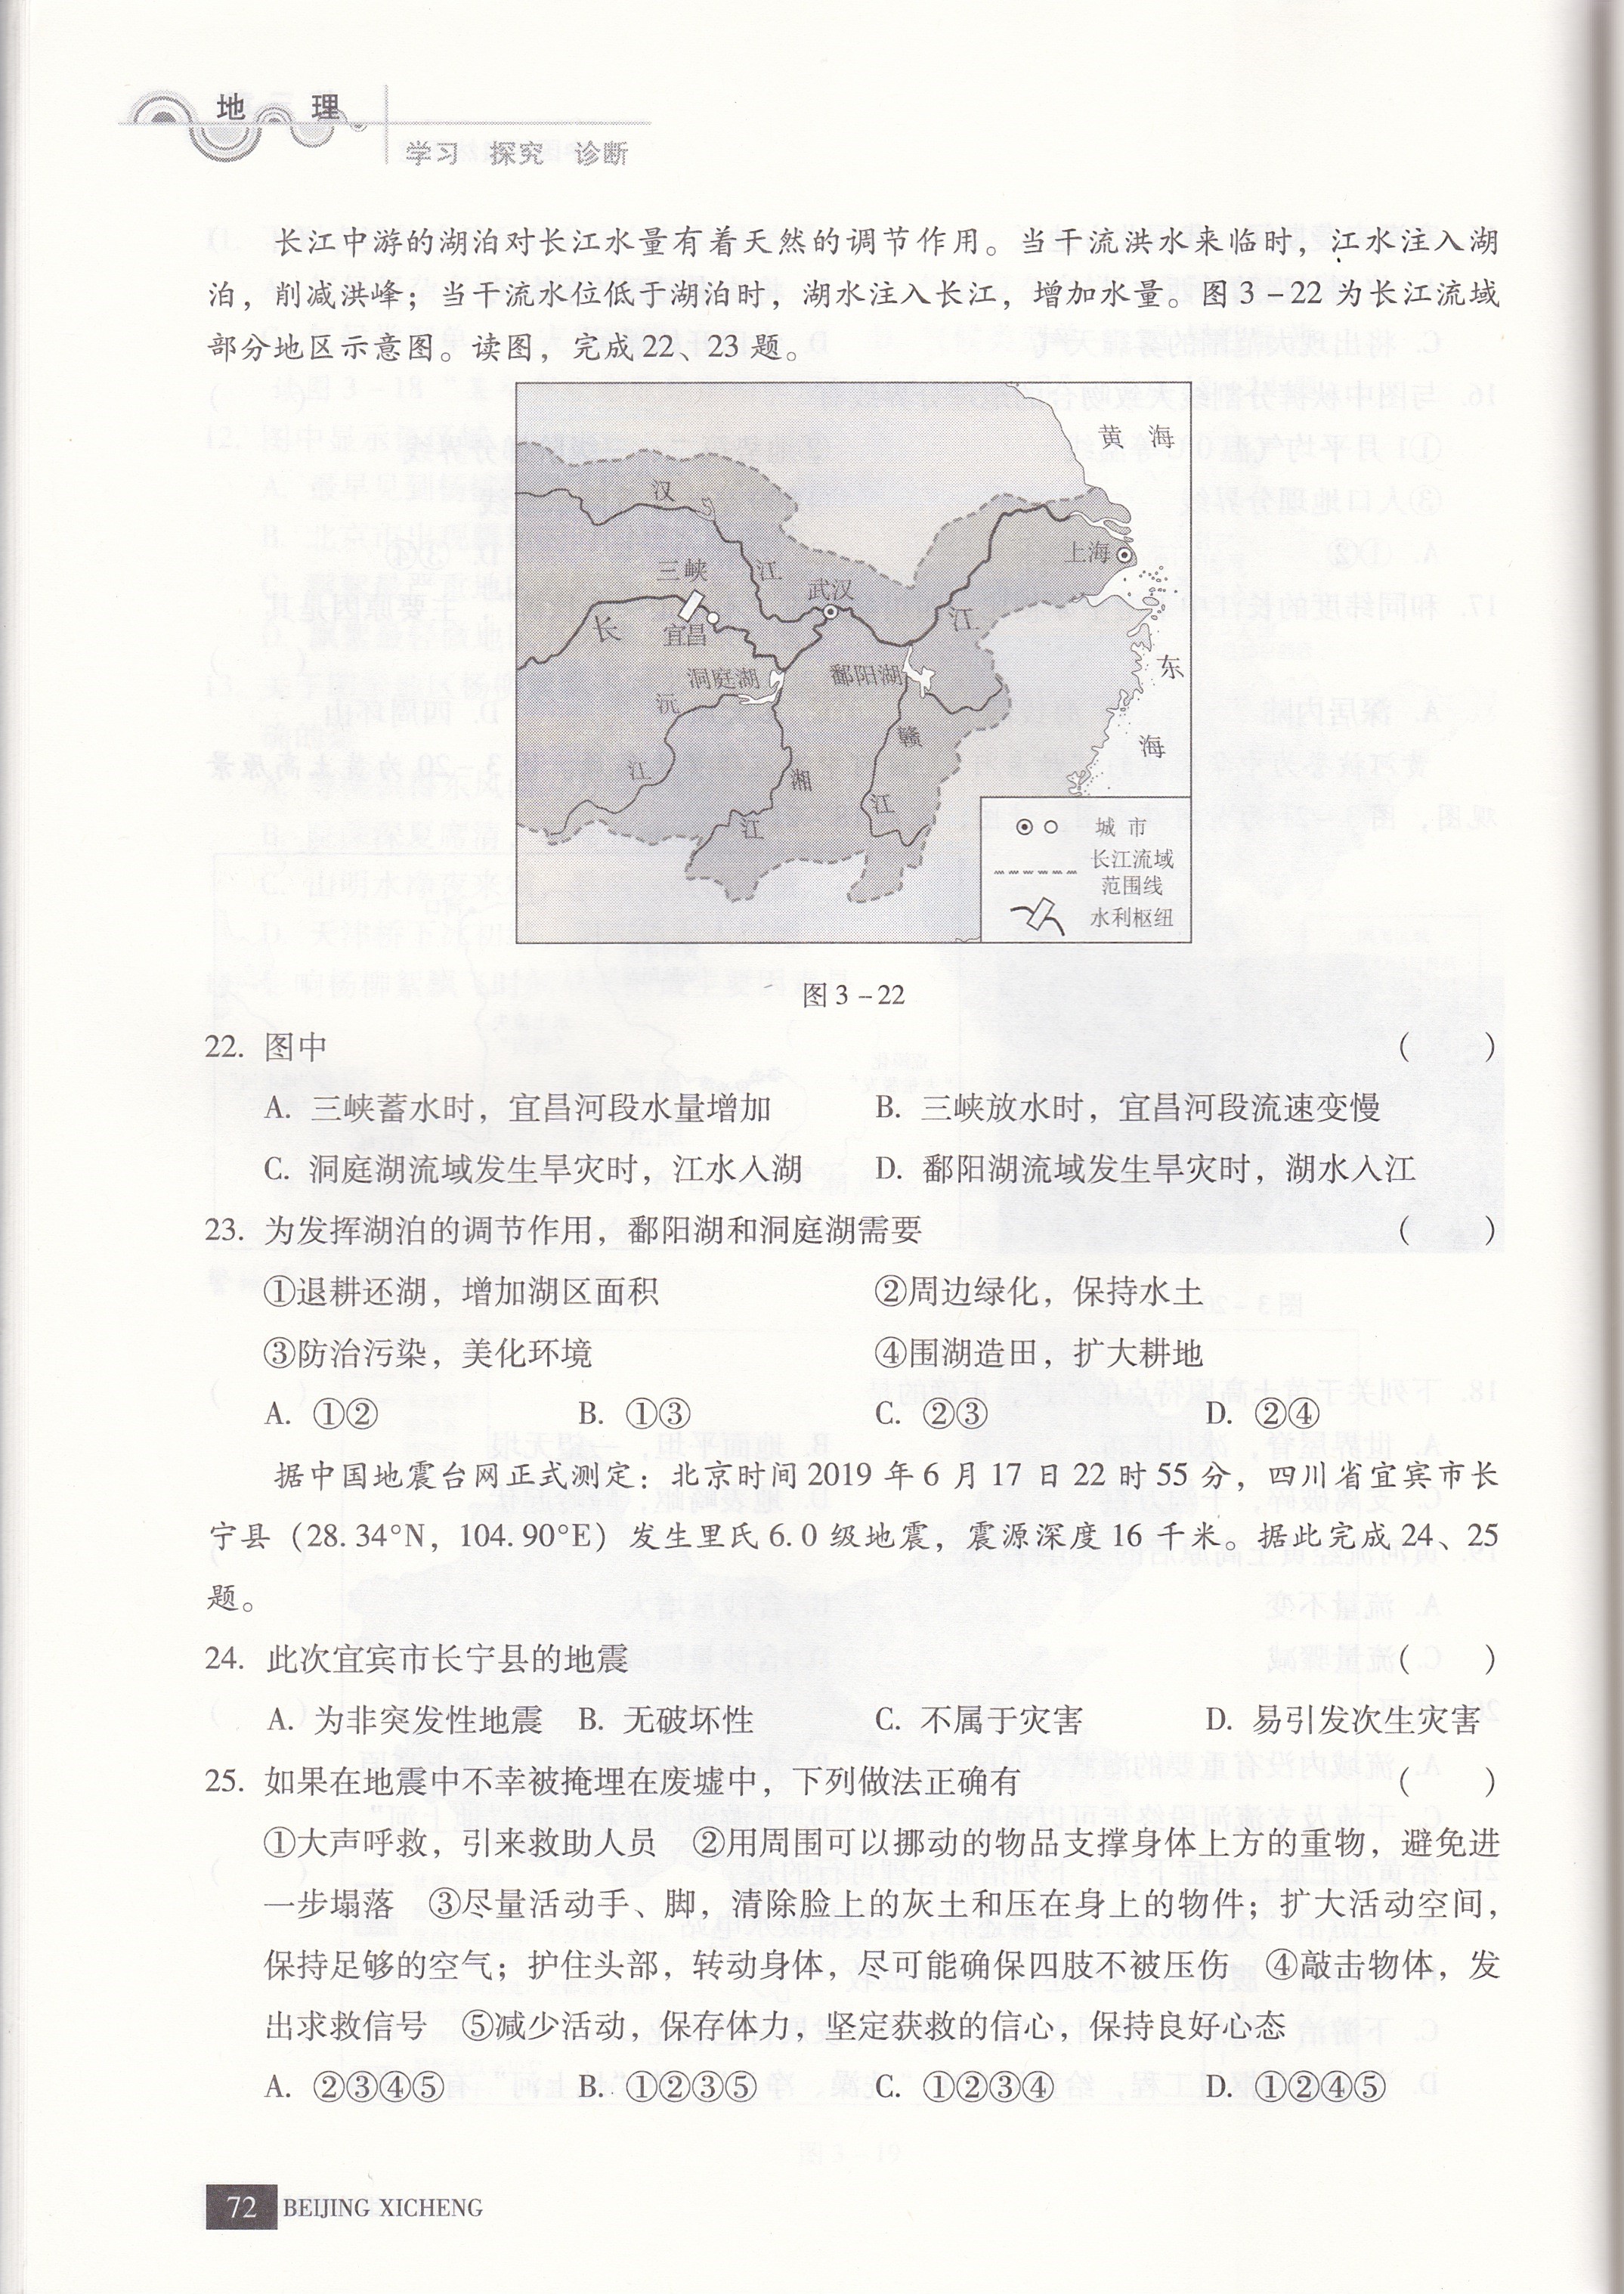 地 理
学习 探究 诊断
长江中游的湖泊对长江水量有着天然的调节作用。当干流洪水来临时，江水注入湖
泊，削减洪峰；当干流水位低于湖泊时，湖水注入长江，增加水量。图3-22为长江流域
部分地区示意图。读图，完成22、23题。
黄 海
汉
上海
三峡
江
武汉
江
长
宜昌
东
洞庭湖
鄱阳湖
沅
赣
海
江
湘
江
江
城 市
长江流域
范围线
水利枢纽
图3-22
22. 图中 ( )
A. 三峡蓄水时，宜昌河段水量增加 B. 三峡放水时，宜昌河段流速变慢
C. 洞庭湖流域发生旱灾时，江水入湖 D. 鄱阳湖流域发生旱灾时，湖水入江
23. 为发挥湖泊的调节作用，鄱阳湖和洞庭湖需要 ( )
①退耕还湖，增加湖区面积 ②周边绿化，保持水土
③防治污染，美化环境 ④围湖造田，扩大耕地
A. ①② B. ①③ C. ②③ D. ②④
据中国地震台网正式测定：北京时间2019年6月17日22时55分，四川省宜宾市长
宁县（28.34°N，104.90°E）发生里氏6.0级地震，震源深度16千米。据此完成24、25
题。
24. 此次宜宾市长宁县的地震 ( )
A. 为非突发性地震 B. 无破坏性 C. 不属于灾害 D. 易引发次生灾害
25. 如果在地震中不幸被掩埋在废墟中，下列做法正确有 ( )
①大声呼救，引来救助人员 ②用周围可以挪动的物品支撑身体上方的重物，避免进
一步塌落 ③尽量活动手、脚，清除脸上的灰土和压在身上的物件；扩大活动空间，
保持足够的空气；护住头部，转动身体，尽可能确保四肢不被压伤 ④敲击物体，发
出求救信号 ⑤减少活动，保存体力，坚定获救的信心，保持良好心态
A. ②③④⑤ B. ①②③⑤ C. ①②③④ D. ①②④⑤
72 BEIJING XICHENG